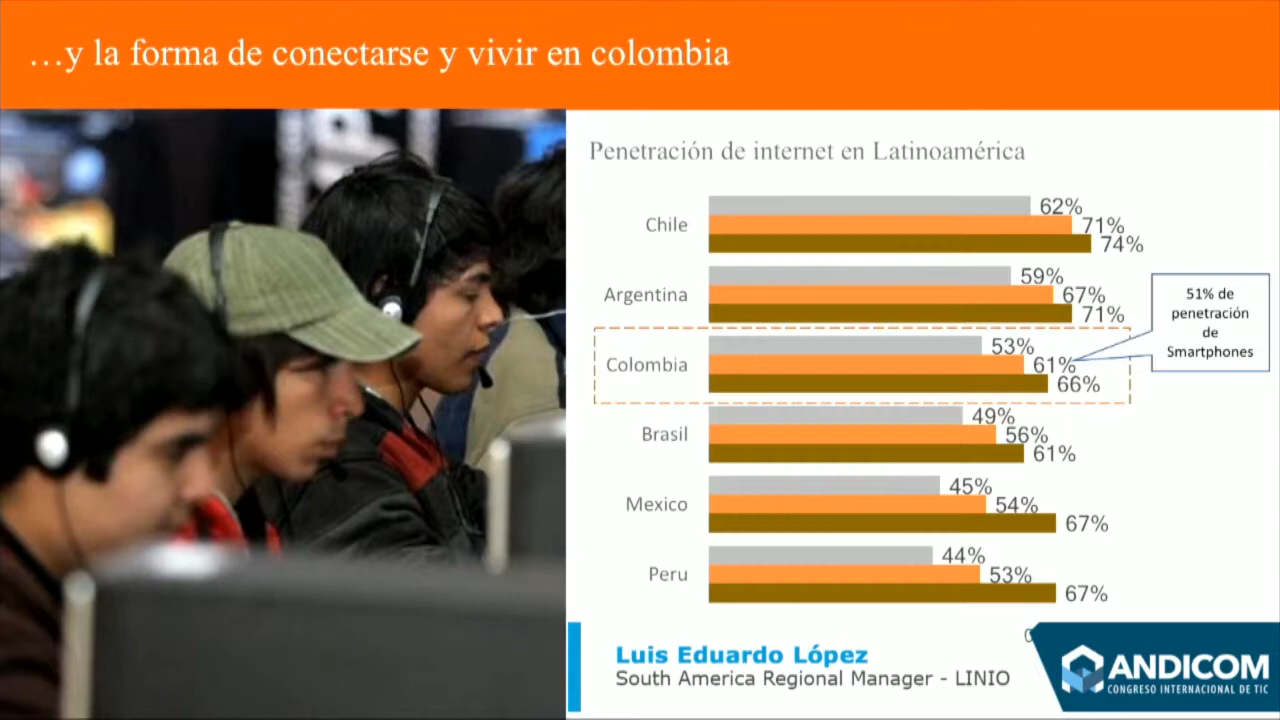 …y la forma de conectarse y vivir en colombia
Penetración de internet en Latinoamérica
Chile
62%
71%
74%
Argentina
59%
67%
71%
Colombia
53%
61%
66%
51% de
penetración
de
Smartphones
Brasil
49%
56%
61%
Mexico
45%
54%
67%
Peru
44%
53%
67%
Luis Eduardo López
South America Regional Manager - LINIO
ANDICOM
CONGRESO INTERNACIONAL DE TIC